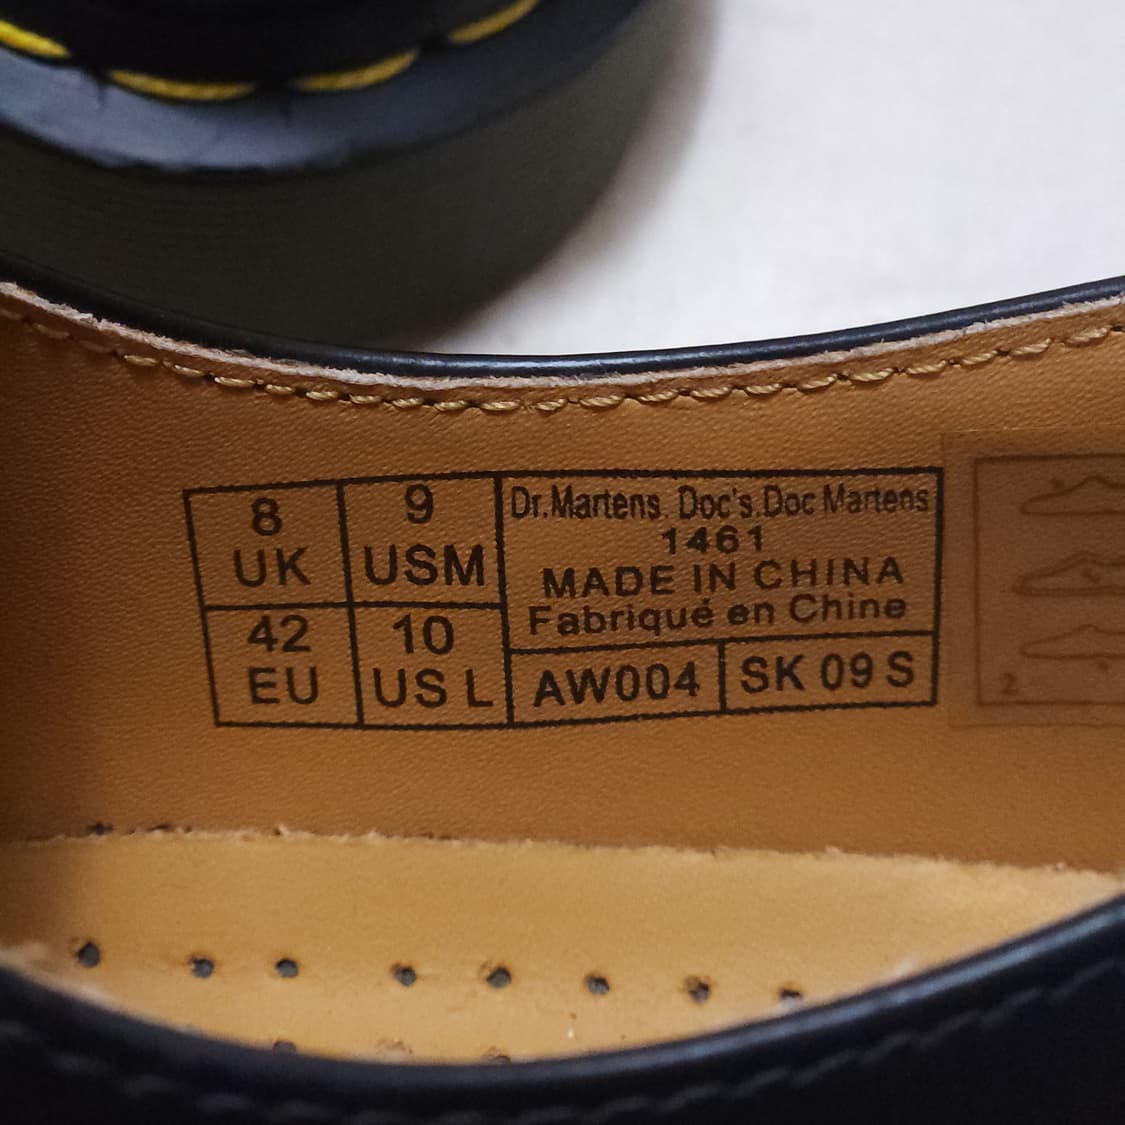 8
UK
9
USM
42
EU
10
US L
Dr.Martens. Doc's.Doc Martens
1461
MADE IN CHINA
Fabriqué en Chine
AW004
SK 09 S
2